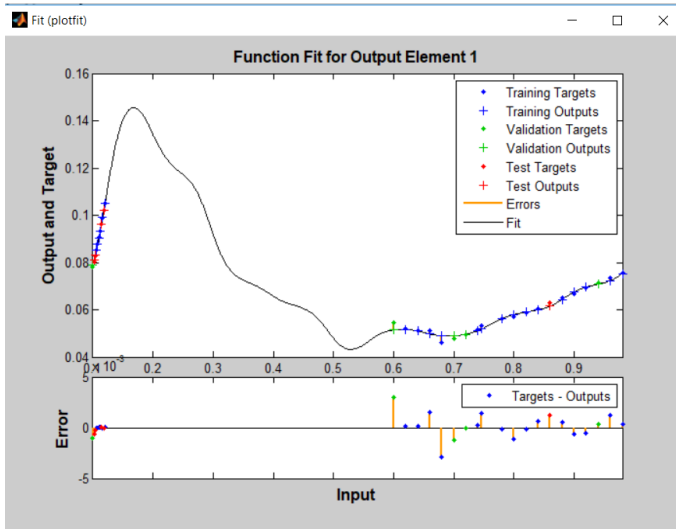 Fit (plotfit)
Function Fit for Output Element 1
0.16
0.14
0.12
0.1
0.08
0.06
0.04
Output and Target
Training Targets
Training Outputs
Validation Targets
Validation Outputs
Test Targets
Test Outputs
Errors
Fit
0.2 0.3 0.4 0.5 0.6 0.7 0.8 0.9
5
0
-5
Error
Targets - Outputs
Input